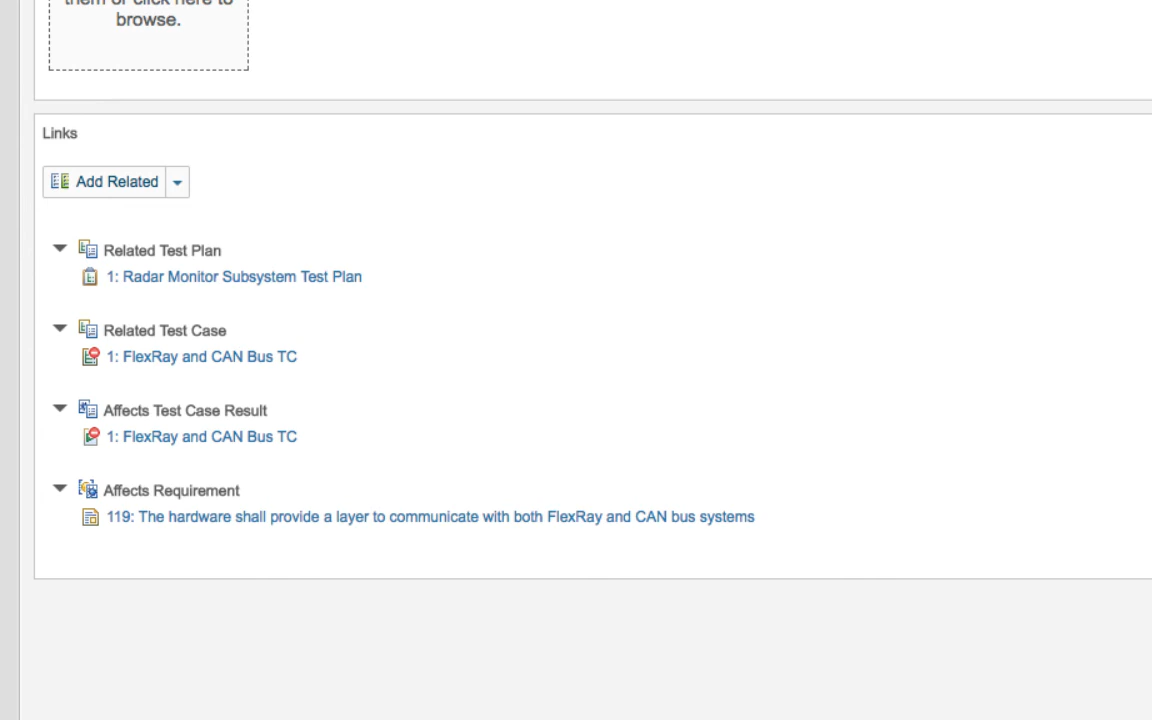 them or click here to
browse.
Links
Add Related
Related Test Plan
1: Radar Monitor Subsystem Test Plan
Related Test Case
1: FlexRay and CAN Bus TC
Affects Test Case Result
1: FlexRay and CAN Bus TC
Affects Requirement
119: The hardware shall provide a layer to communicate with both FlexRay and CAN bus systems